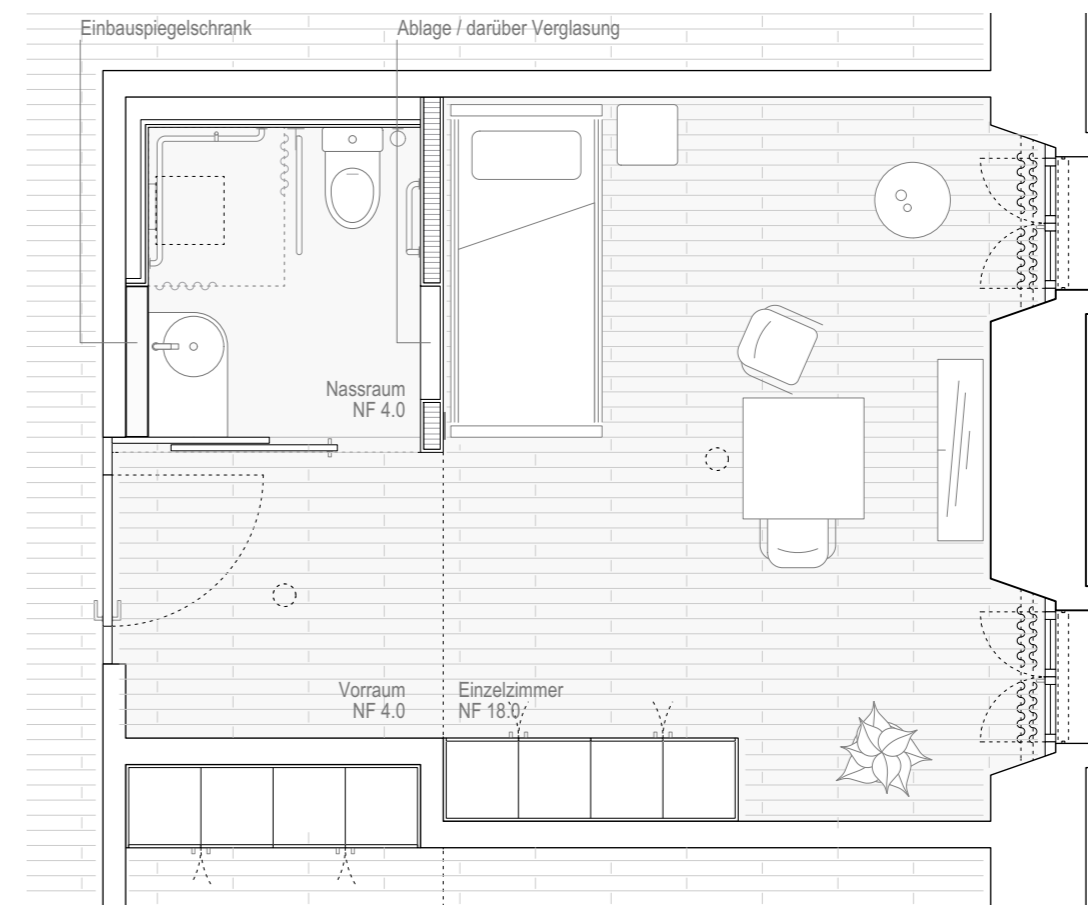 Einbauspiegelschrank
Ablage / darüber Verglasung
Nassraum
NF 4.0
Vorraum
NF 4.0
Einzelzimmer
NF 18.0